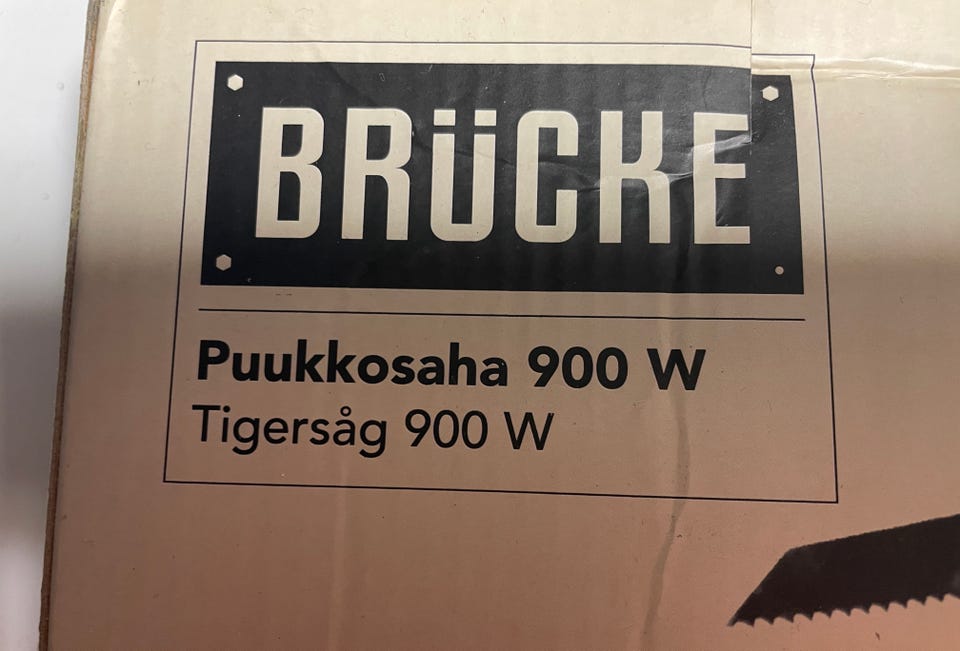 BRÜCKE
Puukkosaha 900 W
Tigersåg 900 W